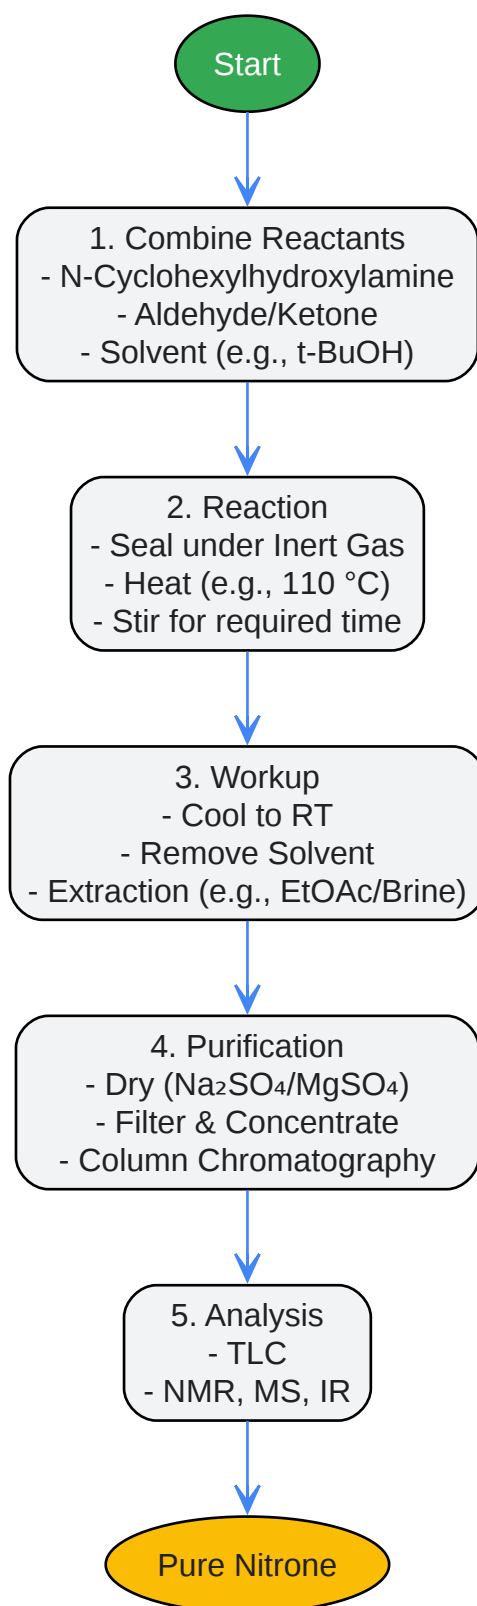 Start
1. Combine Reactants
- N-Cyclohexylhydroxylamine
- Aldehyde/Ketone
- Solvent (e.g., t-BuOH)
2. Reaction
- Seal under Inert Gas
- Heat (e.g., 110 °C)
- Stir for required time
3. Workup
- Cool to RT
- Remove Solvent
- Extraction (e.g., EtOAc/Brine)
4. Purification
- Dry (Na₂SO₄/MgSO₄)
- Filter & Concentrate
- Column Chromatography
5. Analysis
- TLC
- NMR, MS, IR
Pure Nitrone